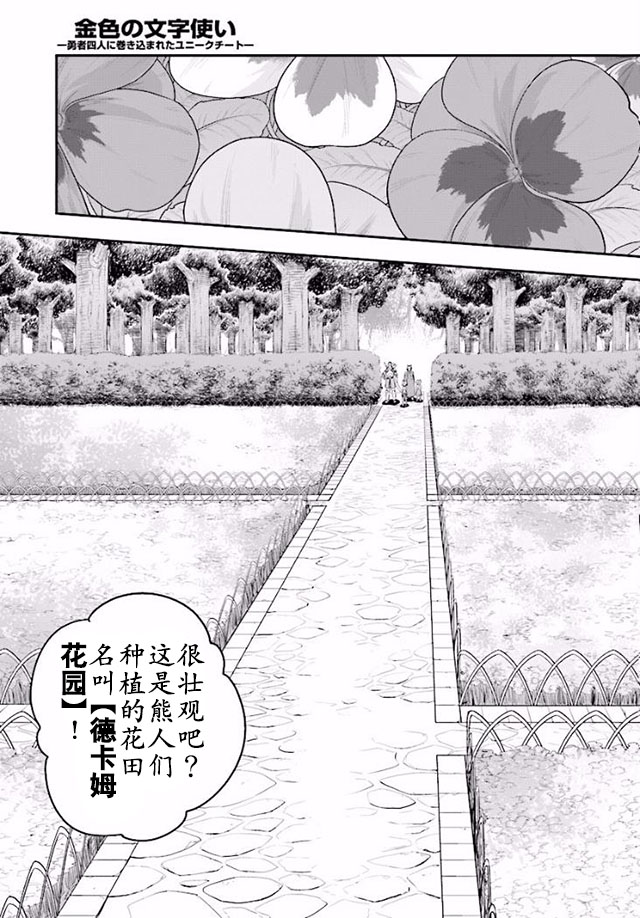 金色の文字使い
―勇者四人に巻き込まれたユニークチート―
很壮观吧？
这是熊人们
种植的花田
名叫【德卡姆
花园】！